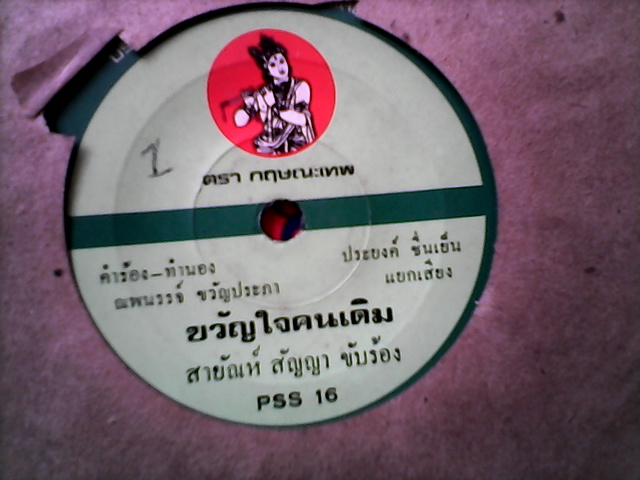 1
ตรา กฤษณะเทพ
คำร้อง-ทำนอง
ณพนรรจ์ ขวัญประภา
ประยงค์ ชื่นเย็น
แยกเสียง
ขวัญใจคนเดิม
สายัณห์ สัญญา ขับร้อง
PSS 16